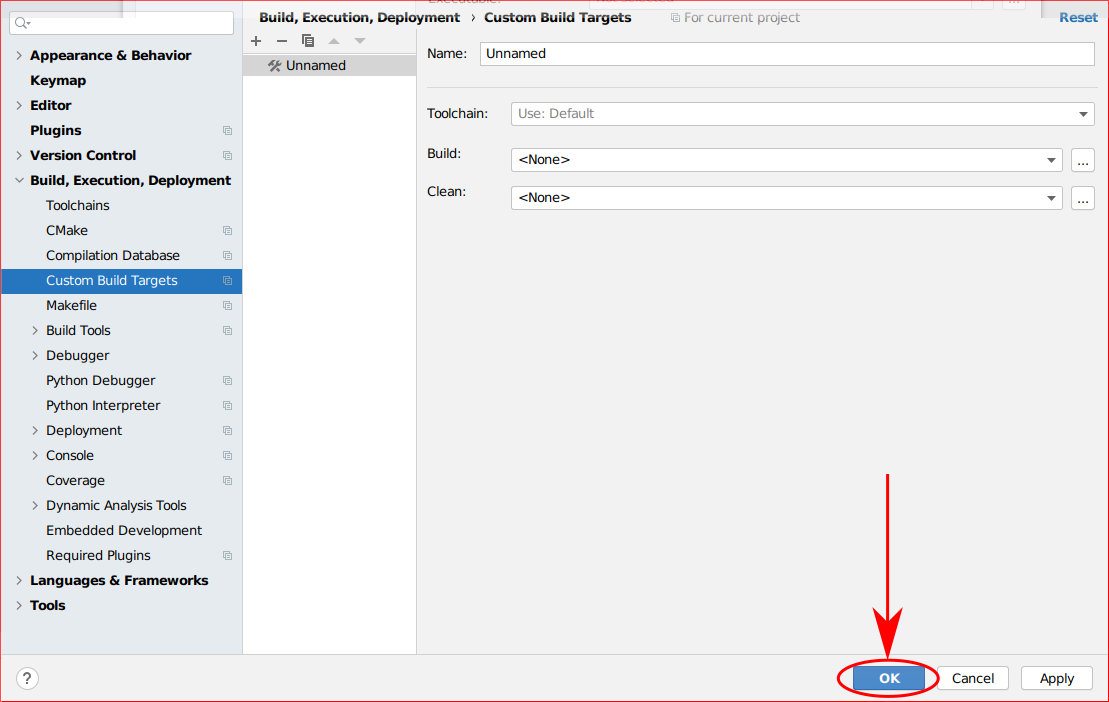 Build, Execution, Deployment › Custom Build Targets For current project Reset
Appearance & Behavior
Keymap
Editor
Plugins
Version Control
Build, Execution, Deployment
Toolchains
CMake
Compilation Database
Custom Build Targets
Makefile
Build Tools
Debugger
Python Debugger
Python Interpreter
Deployment
Console
Coverage
Dynamic Analysis Tools
Embedded Development
Required Plugins
Languages & Frameworks
Tools
Unnamed
Name: Unnamed
Toolchain: Use: Default
Build: <None> ...
Clean: <None> ...
? OK Cancel Apply